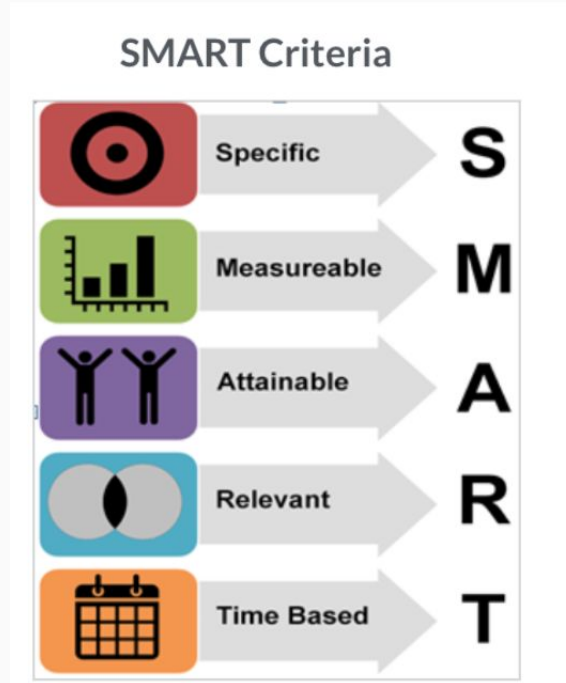 SMART Criteria
Specific S
Measureable M
Attainable A
Relevant R
Time Based T